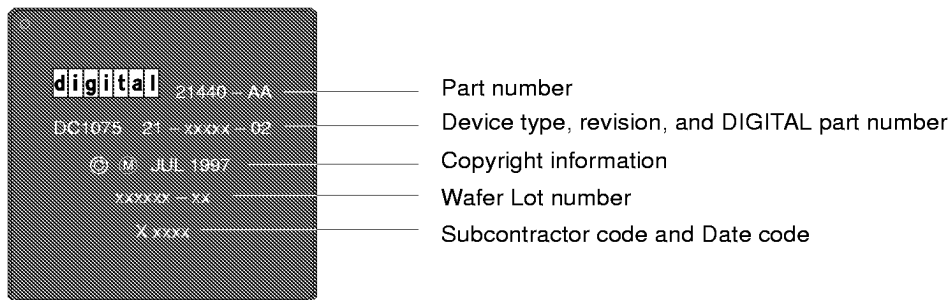 digital 21440 – AA Part number
DC1075 21 – xxxxx – 02 Device type, revision, and DIGITAL part number
© M JUL 1997 Copyright information
xxxxxx – xx Wafer Lot number
X xxxx Subcontractor code and Date code